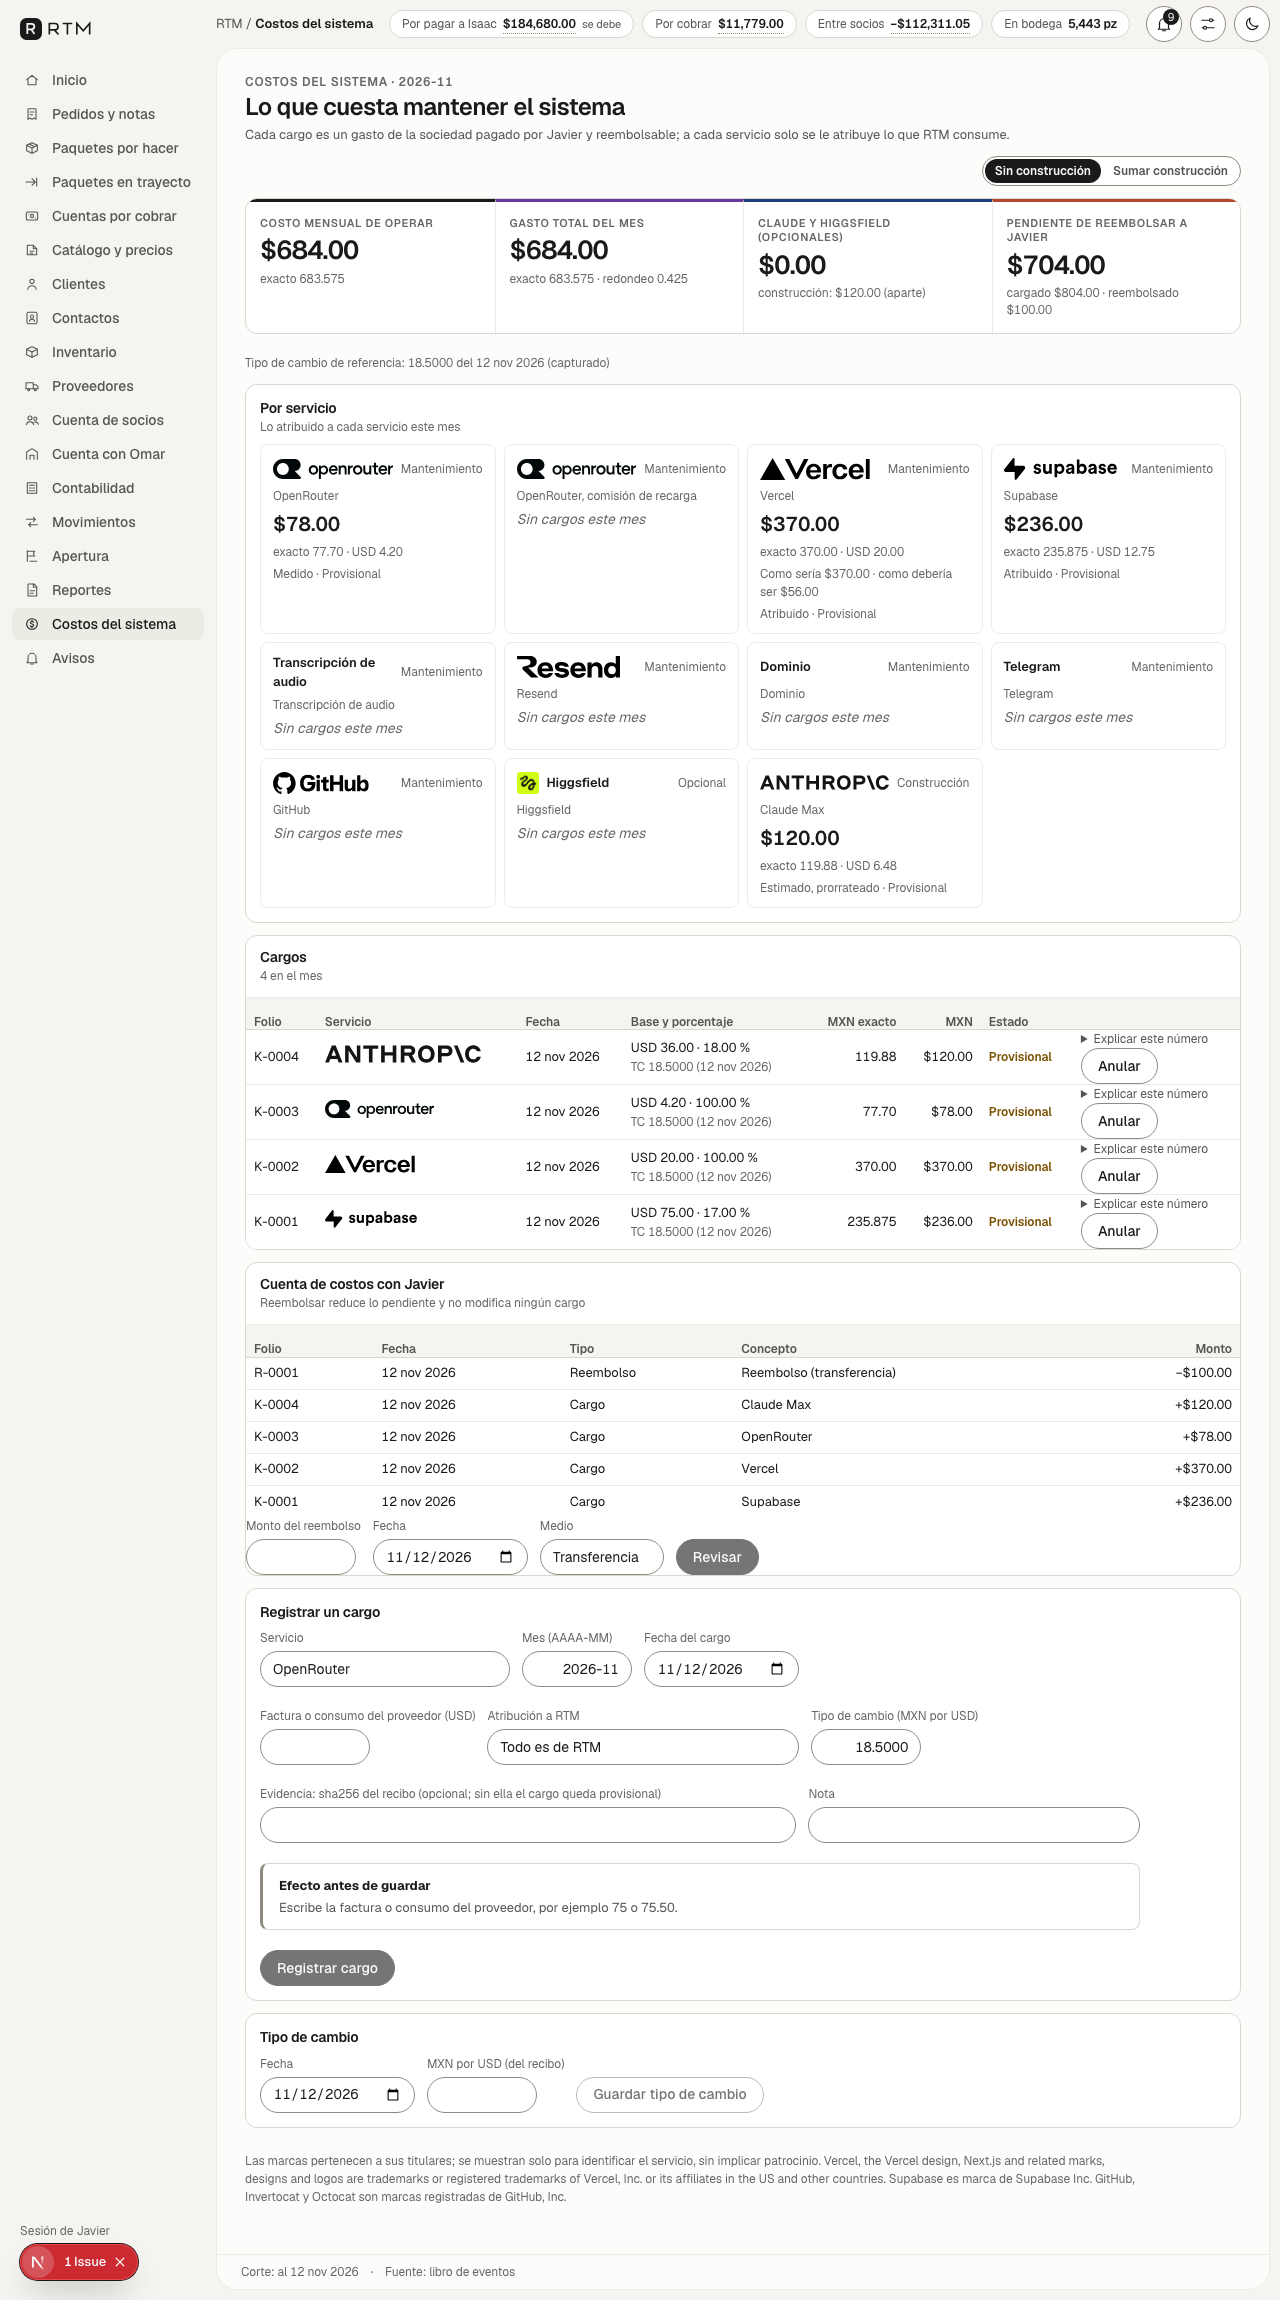 R RTM
RTM / Costos del sistema
Por pagar a Isaac $184,680.00 se debe
Por cobrar $11,779.00
Entre socios −$112,311.05
En bodega 5,443 pz
9
Inicio
Pedidos y notas
Paquetes por hacer
Paquetes en trayecto
Cuentas por cobrar
Catálogo y precios
Clientes
Contactos
Inventario
Proveedores
Cuenta de socios
Cuenta con Omar
Contabilidad
Movimientos
Apertura
Reportes
Costos del sistema
Avisos
COSTOS DEL SISTEMA · 2026-11
Lo que cuesta mantener el sistema
Cada cargo es un gasto de la sociedad pagado por Javier y reembolsable; a cada servicio solo se le atribuye lo que RTM consume.
Sin construcción Sumar construcción
COSTO MENSUAL DE OPERAR
$684.00
exacto 683.575
GASTO TOTAL DEL MES
$684.00
exacto 683.575 · redondeo 0.425
CLAUDE Y HIGGSFIELD
(OPCIONALES)
$0.00
construcción: $120.00 (aparte)
PENDIENTE DE REEMBOLSAR A
JAVIER
$704.00
cargado $804.00 · reembolsado
$100.00
Tipo de cambio de referencia: 18.5000 del 12 nov 2026 (capturado)
Por servicio
Lo atribuido a cada servicio este mes
openrouter Mantenimiento
OpenRouter
$78.00
exacto 77.70 · USD 4.20
Medido · Provisional
openrouter Mantenimiento
OpenRouter, comisión de recarga
Sin cargos este mes
Vercel Mantenimiento
Vercel
$370.00
exacto 370.00 · USD 20.00
Como sería $370.00 · como debería
ser $56.00
Atribuido · Provisional
supabase Mantenimiento
Supabase
$236.00
exacto 235.875 · USD 12.75
Atribuido · Provisional
Transcripción de
audio
Mantenimiento
Transcripción de audio
Sin cargos este mes
Resend Mantenimiento
Resend
Sin cargos este mes
Dominio Mantenimiento
Dominio
Sin cargos este mes
Telegram Mantenimiento
Telegram
Sin cargos este mes
GitHub Mantenimiento
GitHub
Sin cargos este mes
Higgsfield Opcional
Higgsfield
Sin cargos este mes
ANTHROP\C Construcción
Claude Max
$120.00
exacto 119.88 · USD 6.48
Estimado, prorrateado · Provisional
Cargos
4 en el mes
Folio Servicio Fecha Base y porcentaje MXN exacto MXN Estado
K-0004 ANTHROP\C 12 nov 2026 USD 36.00 · 18.00 % 119.88 $120.00 Provisional ▶ Explicar este número
TC 18.5000 (12 nov 2026) Anular
K-0003 openrouter 12 nov 2026 USD 4.20 · 100.00 % 77.70 $78.00 Provisional ▶ Explicar este número
TC 18.5000 (12 nov 2026) Anular
K-0002 Vercel 12 nov 2026 USD 20.00 · 100.00 % 370.00 $370.00 Provisional ▶ Explicar este número
TC 18.5000 (12 nov 2026) Anular
K-0001 supabase 12 nov 2026 USD 75.00 · 17.00 % 235.875 $236.00 Provisional ▶ Explicar este número
TC 18.5000 (12 nov 2026) Anular
Cuenta de costos con Javier
Reembolsar reduce lo pendiente y no modifica ningún cargo
Folio Fecha Tipo Concepto Monto
R-0001 12 nov 2026 Reembolso Reembolso (transferencia) −$100.00
K-0004 12 nov 2026 Cargo Claude Max +$120.00
K-0003 12 nov 2026 Cargo OpenRouter +$78.00
K-0002 12 nov 2026 Cargo Vercel +$370.00
K-0001 12 nov 2026 Cargo Supabase +$236.00
Monto del reembolso Fecha Medio
11/12/2026 Transferencia Revisar
Registrar un cargo
Servicio Mes (AAAA-MM) Fecha del cargo
OpenRouter 2026-11 11/12/2026
Factura o consumo del proveedor (USD) Atribución a RTM Tipo de cambio (MXN por USD)
Todo es de RTM 18.5000
Evidencia: sha256 del recibo (opcional; sin ella el cargo queda provisional) Nota
Efecto antes de guardar
Escribe la factura o consumo del proveedor, por ejemplo 75 o 75.50.
Registrar cargo
Tipo de cambio
Fecha MXN por USD (del recibo)
11/12/2026 Guardar tipo de cambio
Las marcas pertenecen a sus titulares; se muestran solo para identificar el servicio, sin implicar patrocinio. Vercel, the Vercel design, Next.js and related marks,
designs and logos are trademarks or registered trademarks of Vercel, Inc. or its affiliates in the US and other countries. Supabase es marca de Supabase Inc. GitHub,
Invertocat y Octocat son marcas registradas de GitHub, Inc.
Sesión de Javier
N 1 Issue ×
Corte: al 12 nov 2026 · Fuente: libro de eventos